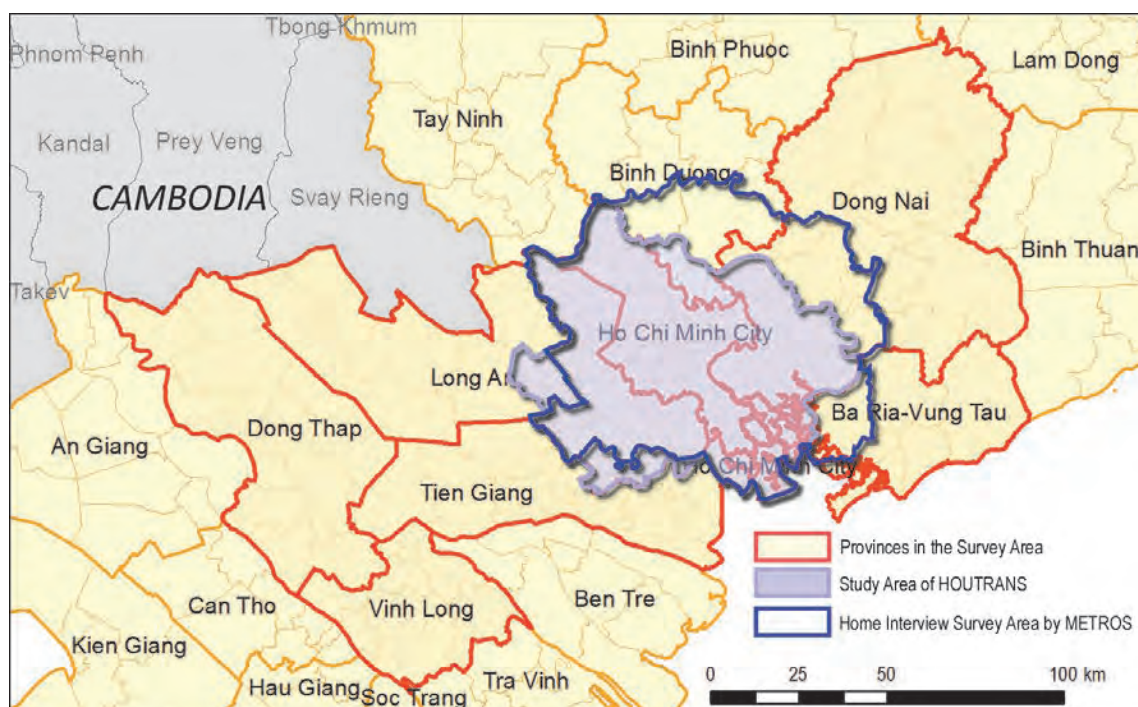 Tbong Khmum
Phnom Penh
Binh Phuoc
Lam Dong
Tay Ninh
Kandal
Prey Veng
Binh Duong
CAMBODIA
Svay Rieng
Dong Nai
Binh Thuan
Takev
Ho Chi Minh City
Long An
Ba Ria-Vung Tau
Dong Thap
An Giang
Ho Chi Minh City
Tien Giang
Provinces in the Survey Area
Study Area of HOUTRANS
Home Interview Survey Area by METROS
Can Tho
Vinh Long
Ben Tre
Kien Giang
Hau Giang
Soc Trang
Tra Vinh
0 25 50 100 km